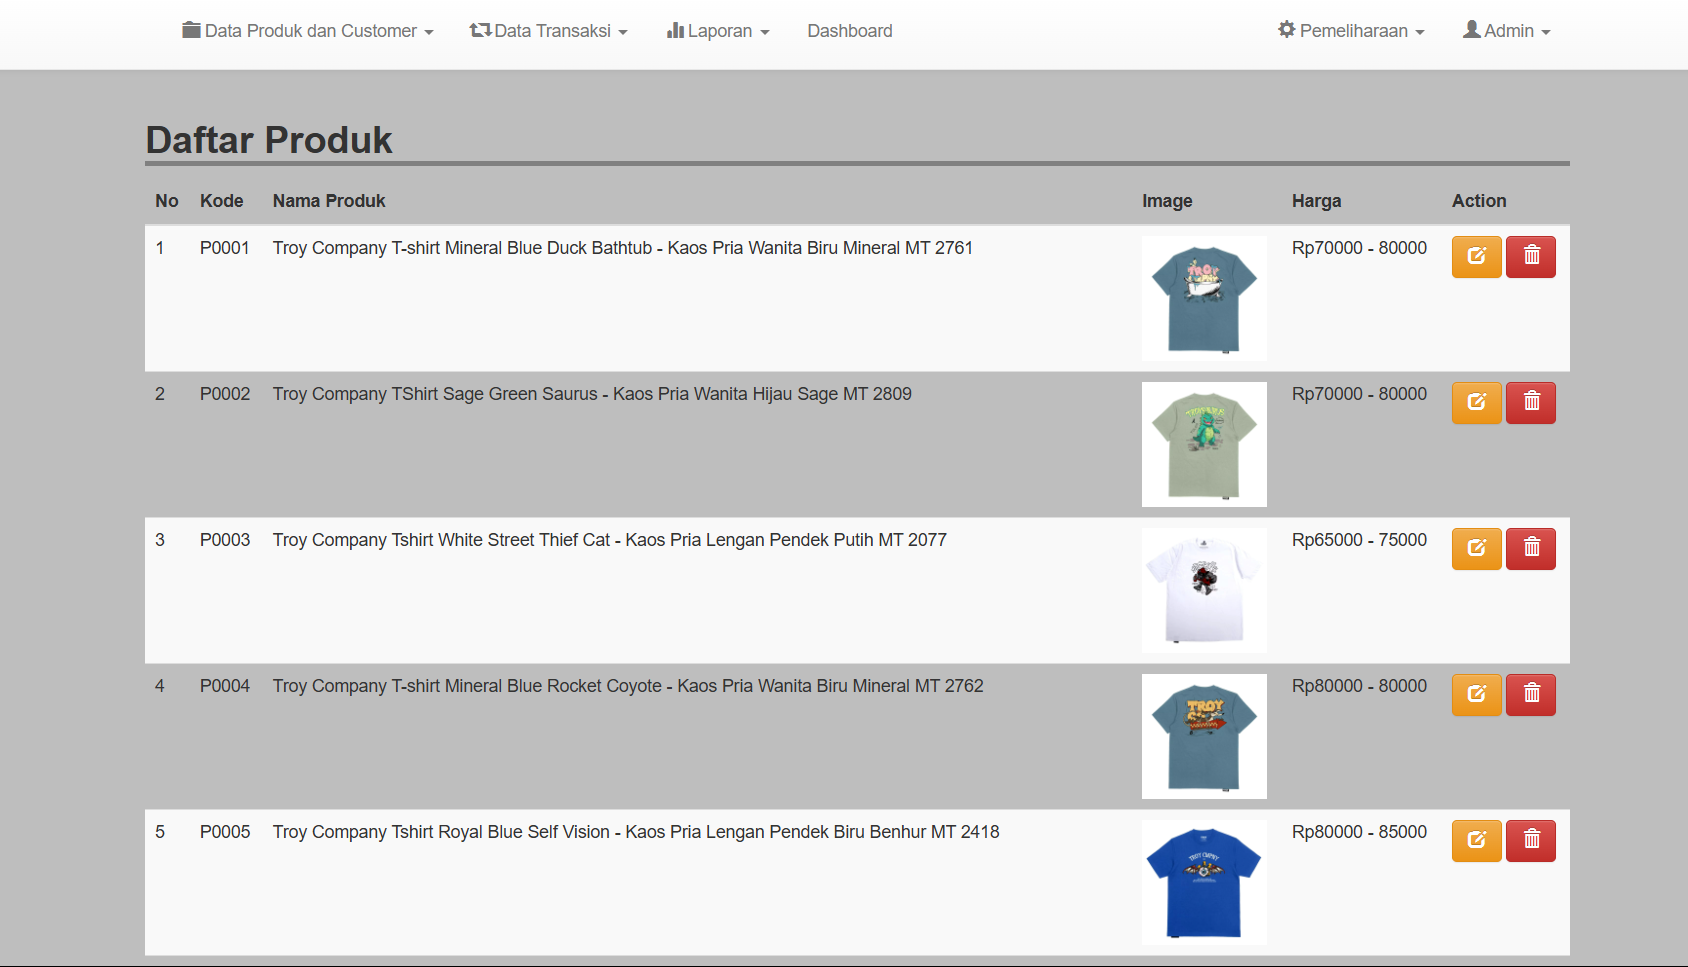 Data Produk dan Customer Data Transaksi Laporan Dashboard Pemeliharaan Admin
Daftar Produk
No Kode Nama Produk Image Harga Action
1 P0001 Troy Company T-shirt Mineral Blue Duck Bathtub - Kaos Pria Wanita Biru Mineral MT 2761 Rp70000 - 80000
TROY
2 P0002 Troy Company TShirt Sage Green Saurus - Kaos Pria Wanita Hijau Sage MT 2809 Rp70000 - 80000
3 P0003 Troy Company Tshirt White Street Thief Cat - Kaos Pria Lengan Pendek Putih MT 2077 Rp65000 - 75000
4 P0004 Troy Company T-shirt Mineral Blue Rocket Coyote - Kaos Pria Wanita Biru Mineral MT 2762 Rp80000 - 80000
TROY
5 P0005 Troy Company Tshirt Royal Blue Self Vision - Kaos Pria Lengan Pendek Biru Benhur MT 2418 Rp80000 - 85000